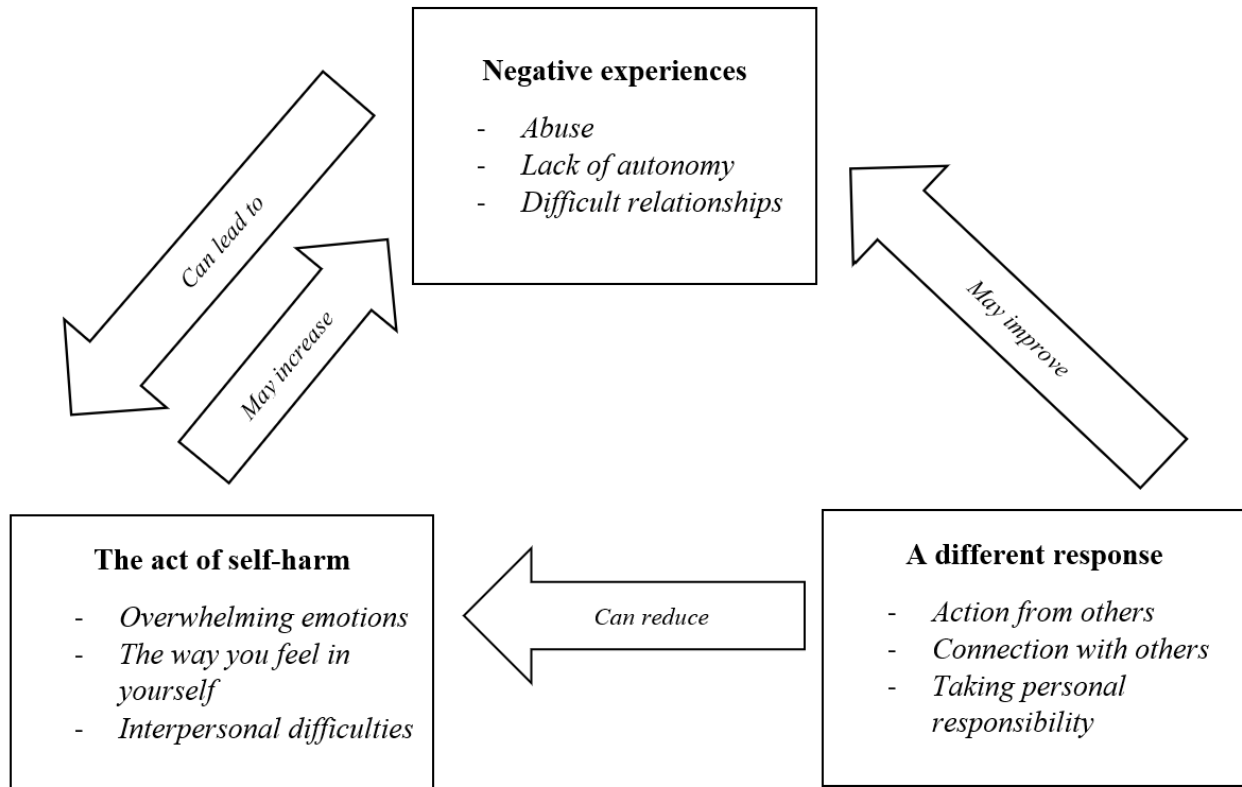 Negative experiences
- Abuse
- Lack of autonomy
- Difficult relationships
Can lead to
May increase
May improve
The act of self-harm
- Overwhelming emotions
- The way you feel in
yourself
- Interpersonal difficulties
Can reduce
A different response
- Action from others
- Connection with others
- Taking personal
responsibility